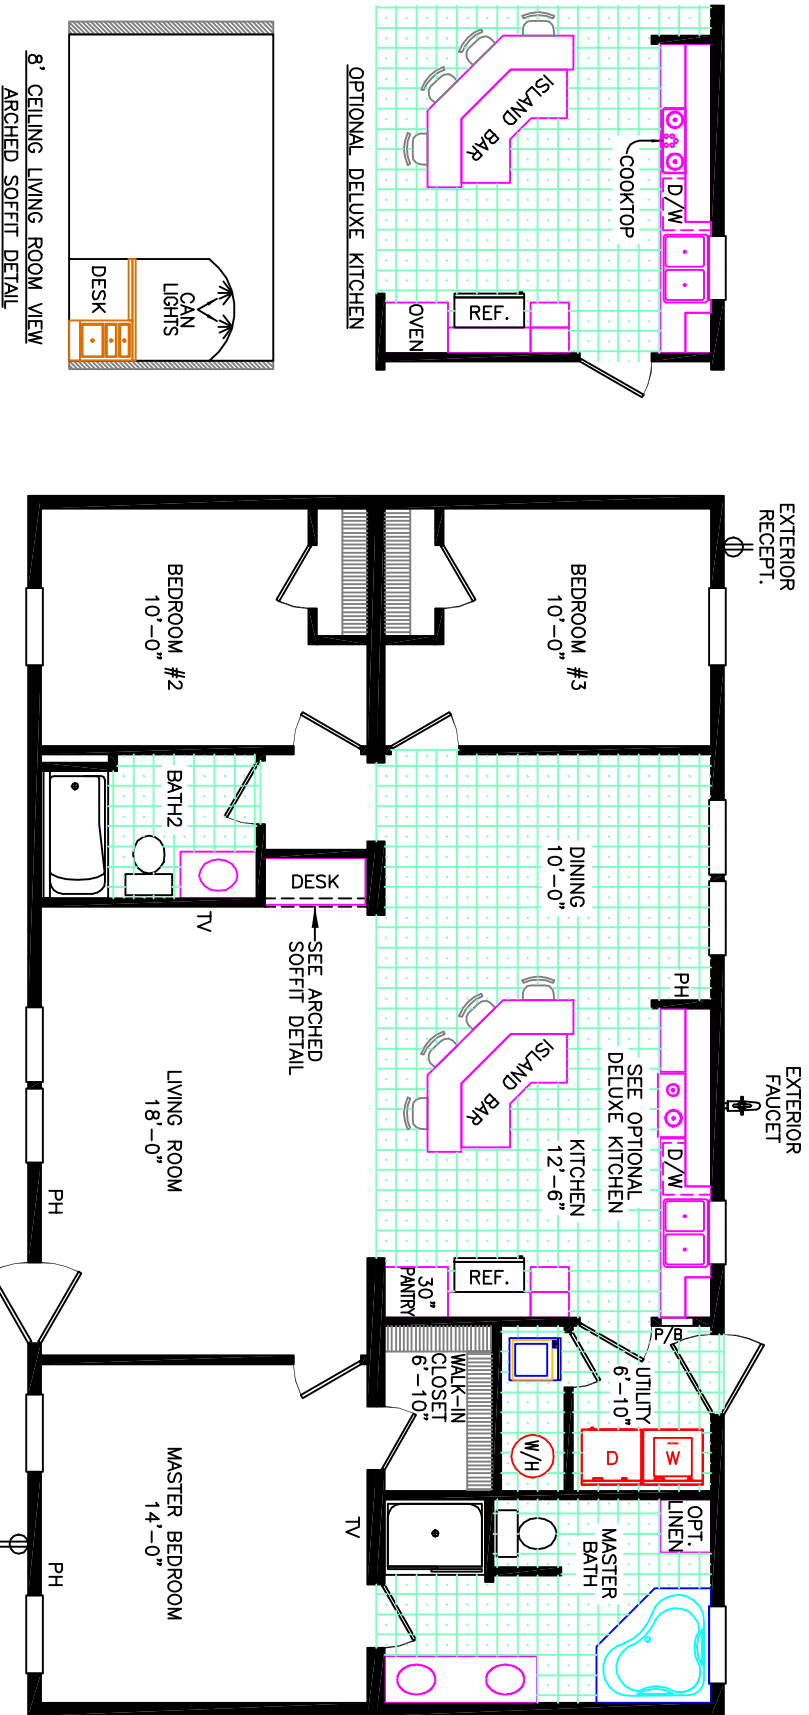 OPTIONAL DELUXE KITCHEN
ISLAND BAR
COOKTOP
D/W
REF.
OVEN
8' CEILING LIVING ROOM VIEW
ARCHED SOFFIT DETAIL
DESK
CAN
LIGHTS
EXTERIOR
RECEPT.
BEDROOM #3
10'-0"
BEDROOM #2
10'-0"
BATH2
DINING
10'-0"
DESK
TV
SEE ARCHED
SOFFIT DETAIL
PH
EXTERIOR
FAUCET
SEE OPTIONAL
DELUXE KITCHEN
KITCHEN
12'-6"
ISLAND BAR
D/W
REF.
30"
PANTRY
LIVING ROOM
18'-0"
PH
P/B
UTILITY
6'-10"
WALK-IN
CLOSET
6'-10"
W/H
D
W
OPT.
LINEN
MASTER
BATH
TV
MASTER BEDROOM
14'-0"
PH